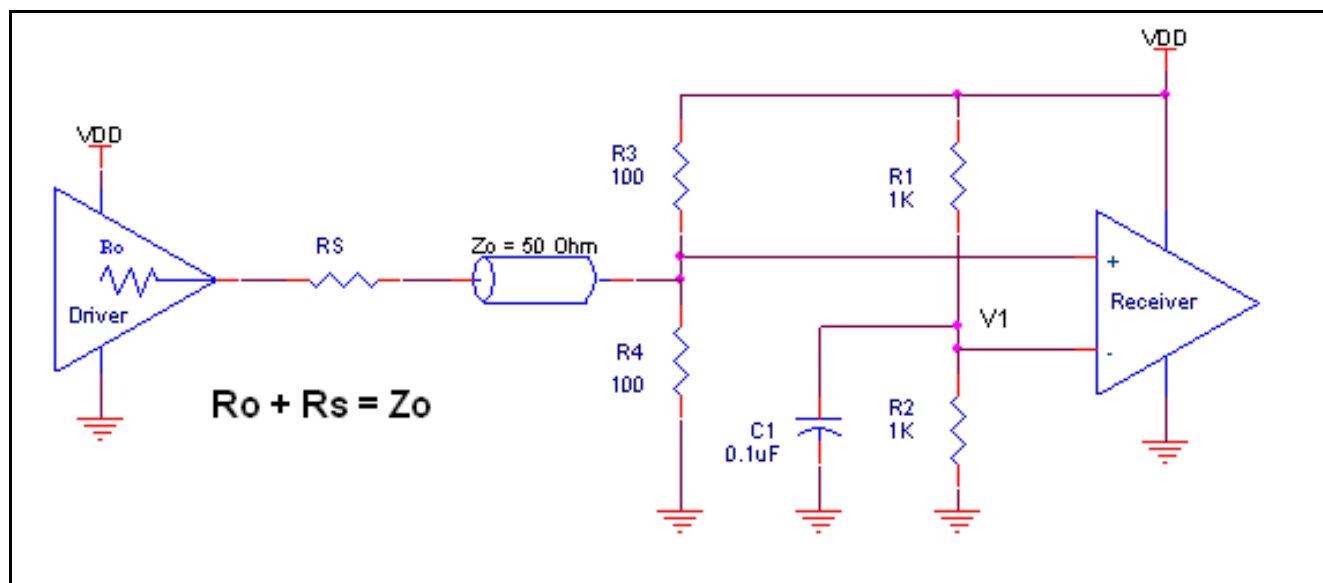 VDD
VDD
R3
100
R1
1K
Ro
RS
Zo = 50 Ohm
+
Driver
Receiver
V1
-
R4
100
Ro + Rs = Zo
C1
0.1uF
R2
1K